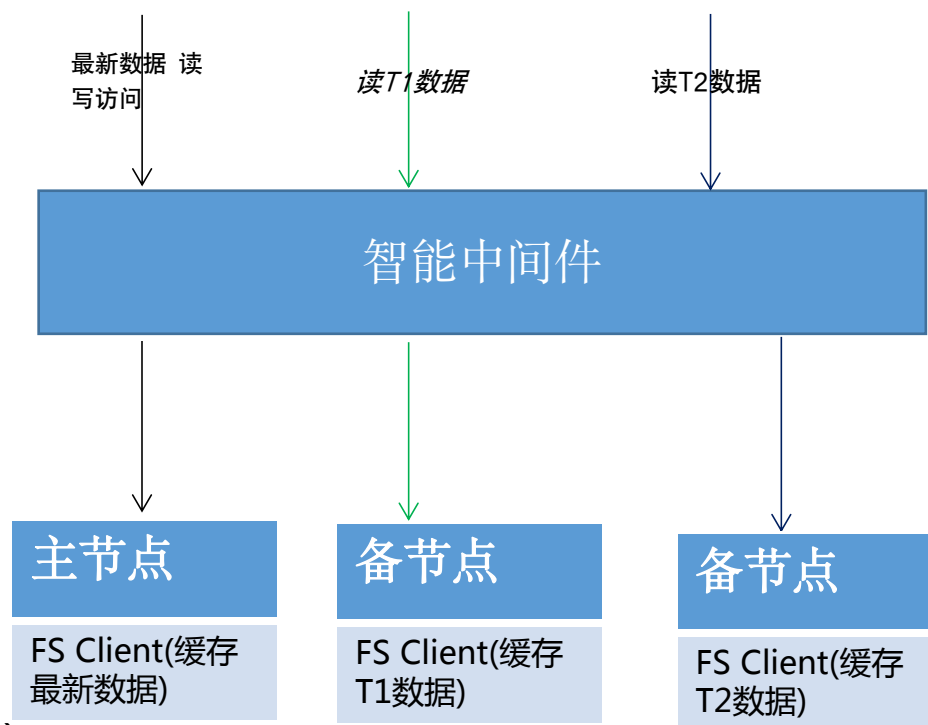 最新数据 读
写访问
读T1数据
读T2数据
智能中间件
主节点
备节点
备节点
FS Client(缓存
最新数据)
FS Client(缓存
T1数据)
FS Client(缓存
T2数据)